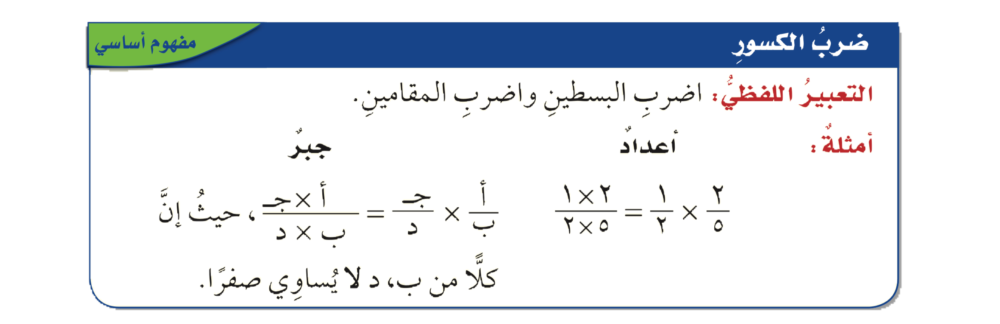 ضربُ الكسورِ
مفهوم أساسي
التعبيرُ اللفظيُّ: اضربِ البسطينِ واضربِ المقامينِ.
أمثلةٌ: أعدادٌ جبرٌ
٢/٥ × ١/٢ = ٢×١/٥×٢ أ/ب × جـ/د = أ × جـ/ب × د ، حيثُ إنَّ
كلًّا من ب، د لا يُساوِي صفرًا.